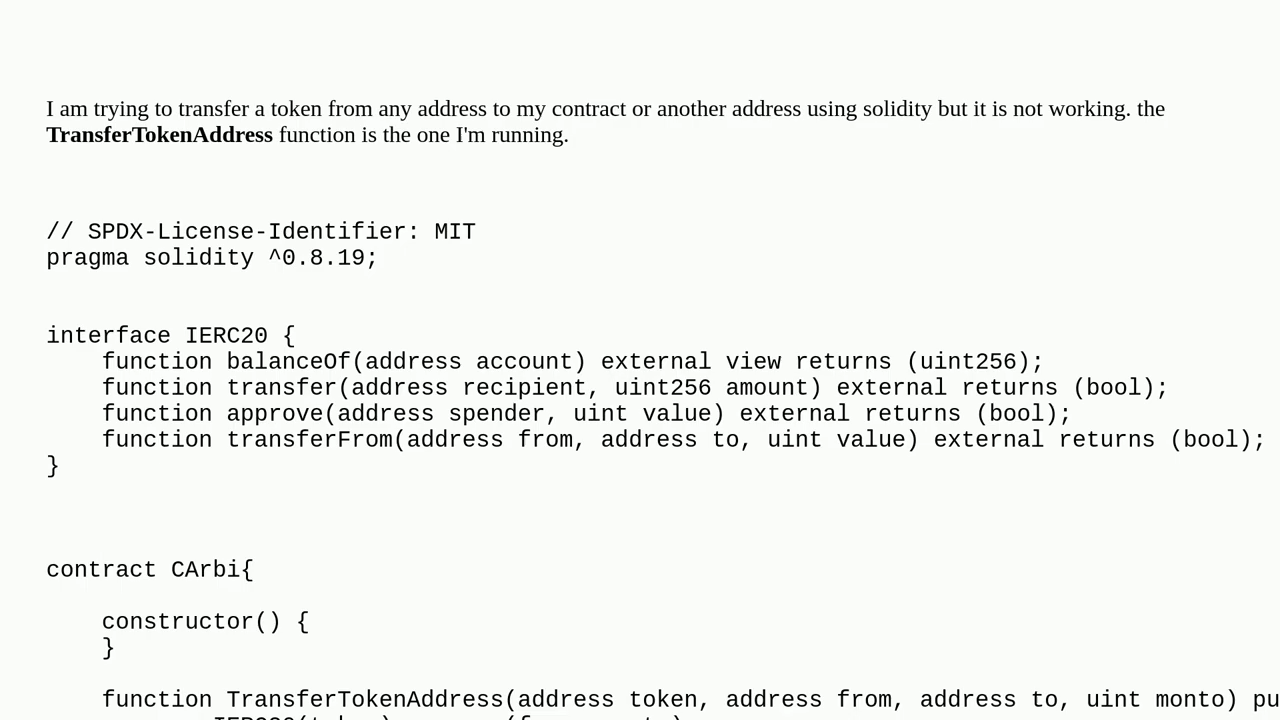 I am trying to transfer a token from any address to my contract or another address using solidity but it is not working. the
TransferTokenAddress function is the one I'm running.
// SPDX-License-Identifier: MIT
pragma solidity ^0.8.19;
interface IERC20 {
    function balanceOf(address account) external view returns (uint256);
    function transfer(address recipient, uint256 amount) external returns (bool);
    function approve(address spender, uint value) external returns (bool);
    function transferFrom(address from, address to, uint value) external returns (bool);
}
contract CArbi{
    constructor() {
    }
    function TransferTokenAddress(address token, address from, address to, uint monto) pu